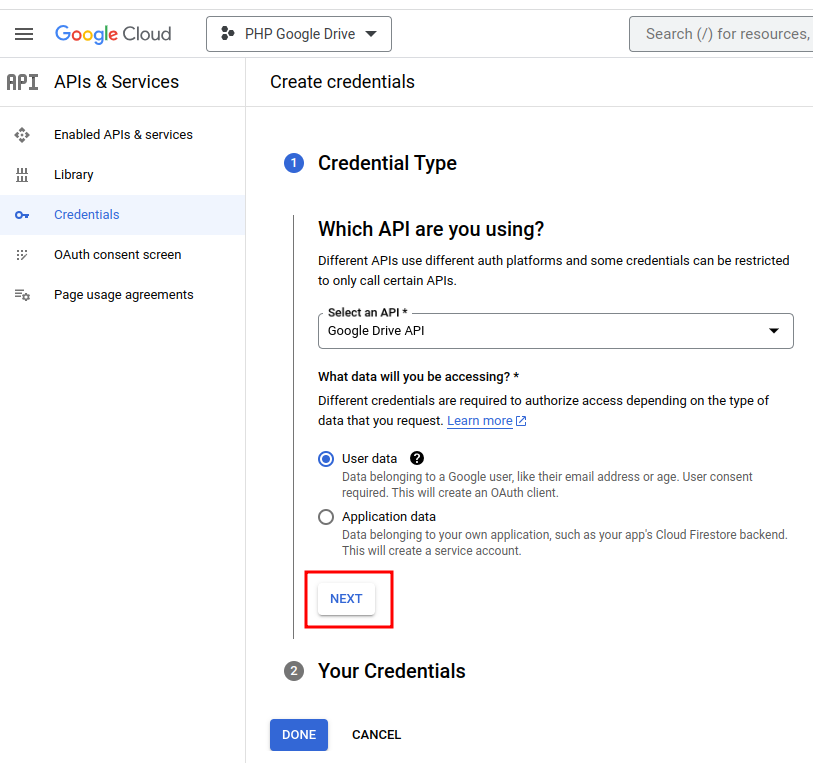 Google Cloud
PHP Google Drive
Search (/) for resources,
API
APIs & Services
Create credentials
Enabled APIs & services
Library
Credentials
OAuth consent screen
Page usage agreements
1
Credential Type
Which API are you using?
Different APIs use different auth platforms and some credentials can be restricted
to only call certain APIs.
Select an API *
Google Drive API
What data will you be accessing? *
Different credentials are required to authorize access depending on the type of
data that you request. Learn more
User data ?
Data belonging to a Google user, like their email address or age. User consent
required. This will create an OAuth client.
Application data
Data belonging to your own application, such as your app's Cloud Firestore backend.
This will create a service account.
NEXT
2
Your Credentials
DONE
CANCEL